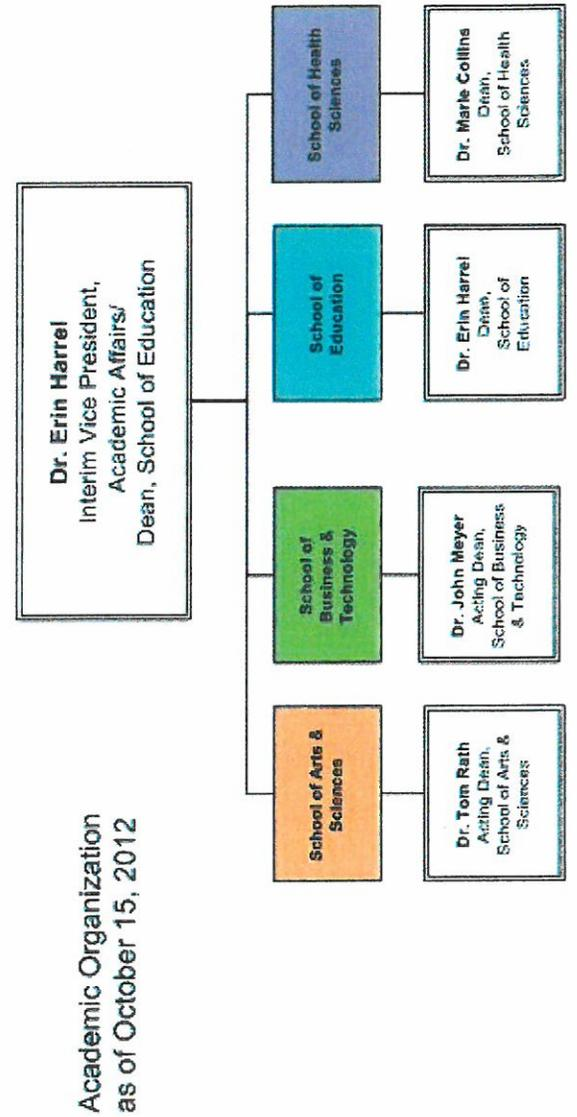 Academic Organization
as of October 15, 2012
Dr. Erin Harrel
Interim Vice President,
Academic Affairs/
Dean, School of Education
School of Arts &
Sciences
School of
Business &
Technology
School of
Education
School of Health
Sciences
Dr. Tom Rath
Acting Dean,
School of Arts &
Sciences
Dr. John Meyer
Acting Dean,
School of Business
& Technology
Dr. Erin Harrel
Dean,
School of
Education
Dr. Marie Collins
Dean,
School of Health
Sciences